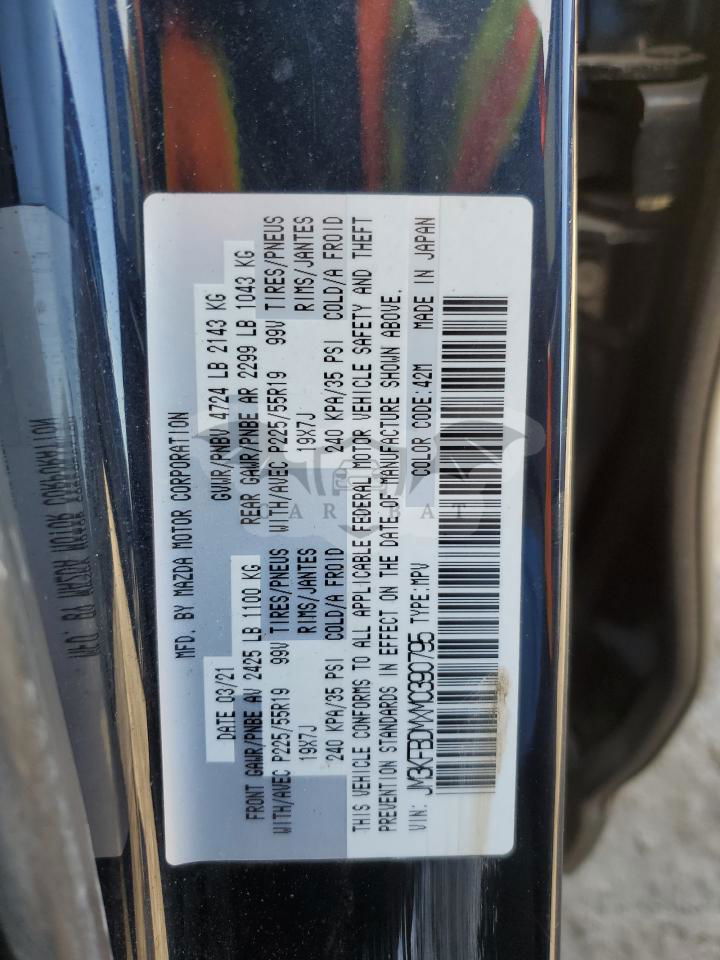 MFD. BY MAZDA MOTOR CORPORATION
DATE 03/21 GVWR/PNBV 4724 LB 2143 KG
FRONT GAWR/PNBE AV 2425 LB 1100 KG REAR GAWR/PNBE AR 2299 LB 1043 KG
WITH/AVEC P225/55R19 99V TIRES/PNEUS WITH/AVEC P225/55R19 99V TIRES/PNEUS
19X7J RIMS/JANTES 19X7J RIMS/JANTES
240 KPA/35 PSI COLD/A FROID 240 KPA/35 PSI COLD/A FROID
THIS VEHICLE CONFORMS TO ALL APPLICABLE FEDERAL MOTOR VEHICLE SAFETY AND THEFT
PREVENTION STANDARDS IN EFFECT ON THE DATE OF MANUFACTURE SHOWN ABOVE.
VIN: JM3KFBDYXM0390795 TYPE:MPV COLOR CODE:42M MADE IN JAPAN